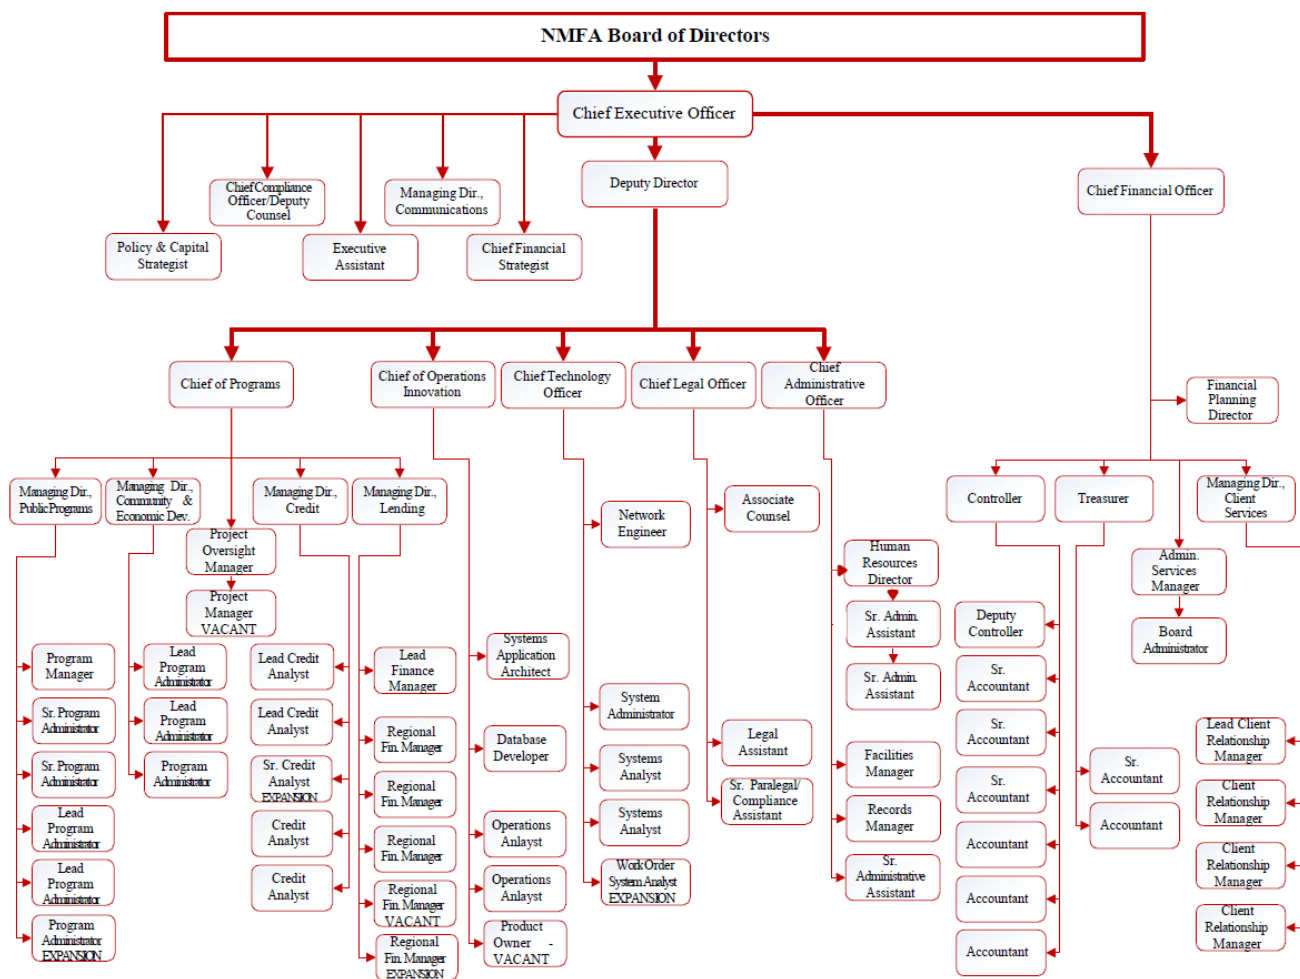 NMFA Board of Directors
Chief Executive Officer
Deputy Director
Chief Financial Officer
Chief Compliance
Officer/Deputy
Counsel
Managing Dir.,
Communications
Policy & Capital
Strategist
Executive
Assistant
Chief Financial
Strategist
Chief of Programs
Chief of Operations
Innovation
Chief Technology
Officer
Chief Legal Officer
Chief
Administrative
Officer
Financial
Planning
Director
Managing Dir.,
Public Programs
Managing Dir.,
Community &
Economic Dev.
Managing Dir.,
Credit
Managing Dir.,
Lending
Controller
Treasurer
Managing Dir.,
Client
Services
Project
Oversight
Manager
Project
Manager
VACANT
Network
Engineer
Associate
Counsel
Human
Resources
Director
Sr. Admin.
Assistant
Sr. Admin.
Assistant
Admin.
Services
Manager
Board
Administrator
Program
Manager
Sr. Program
Administrator
Sr. Program
Administrator
Lead
Program
Administrator
Lead
Program
Administrator
Program
Administrator
EXPANSION
Lead
Program
Administrator
Lead
Program
Administrator
Program
Administrator
Lead Credit
Analyst
Lead Credit
Analyst
Sr. Credit
Analyst
EXPANSION
Credit
Analyst
Credit
Analyst
Lead
Finance
Manager
Regional
Fin. Manager
Regional
Fin. Manager
Regional
Fin. Manager
Regional
Fin. Manager
VACANT
Regional
Fin. Manager
EXPANSION
Systems
Application
Architect
Database
Developer
Operations
Anlayst
Operations
Anlayst
Product
Owner -
VACANT
System
Administrator
Systems
Analyst
Systems
Analyst
Work Order
System Analyst
EXPANSION
Legal
Assistant
Sr. Paralegal/
Compliance
Assistant
Facilities
Manager
Records
Manager
Sr.
Administrative
Assistant
Deputy
Controller
Sr.
Accountant
Sr.
Accountant
Sr.
Accountant
Accountant
Accountant
Accountant
Sr.
Accountant
Accountant
Lead Client
Relationship
Manager
Client
Relationship
Manager
Client
Relationship
Manager
Client
Relationship
Manager